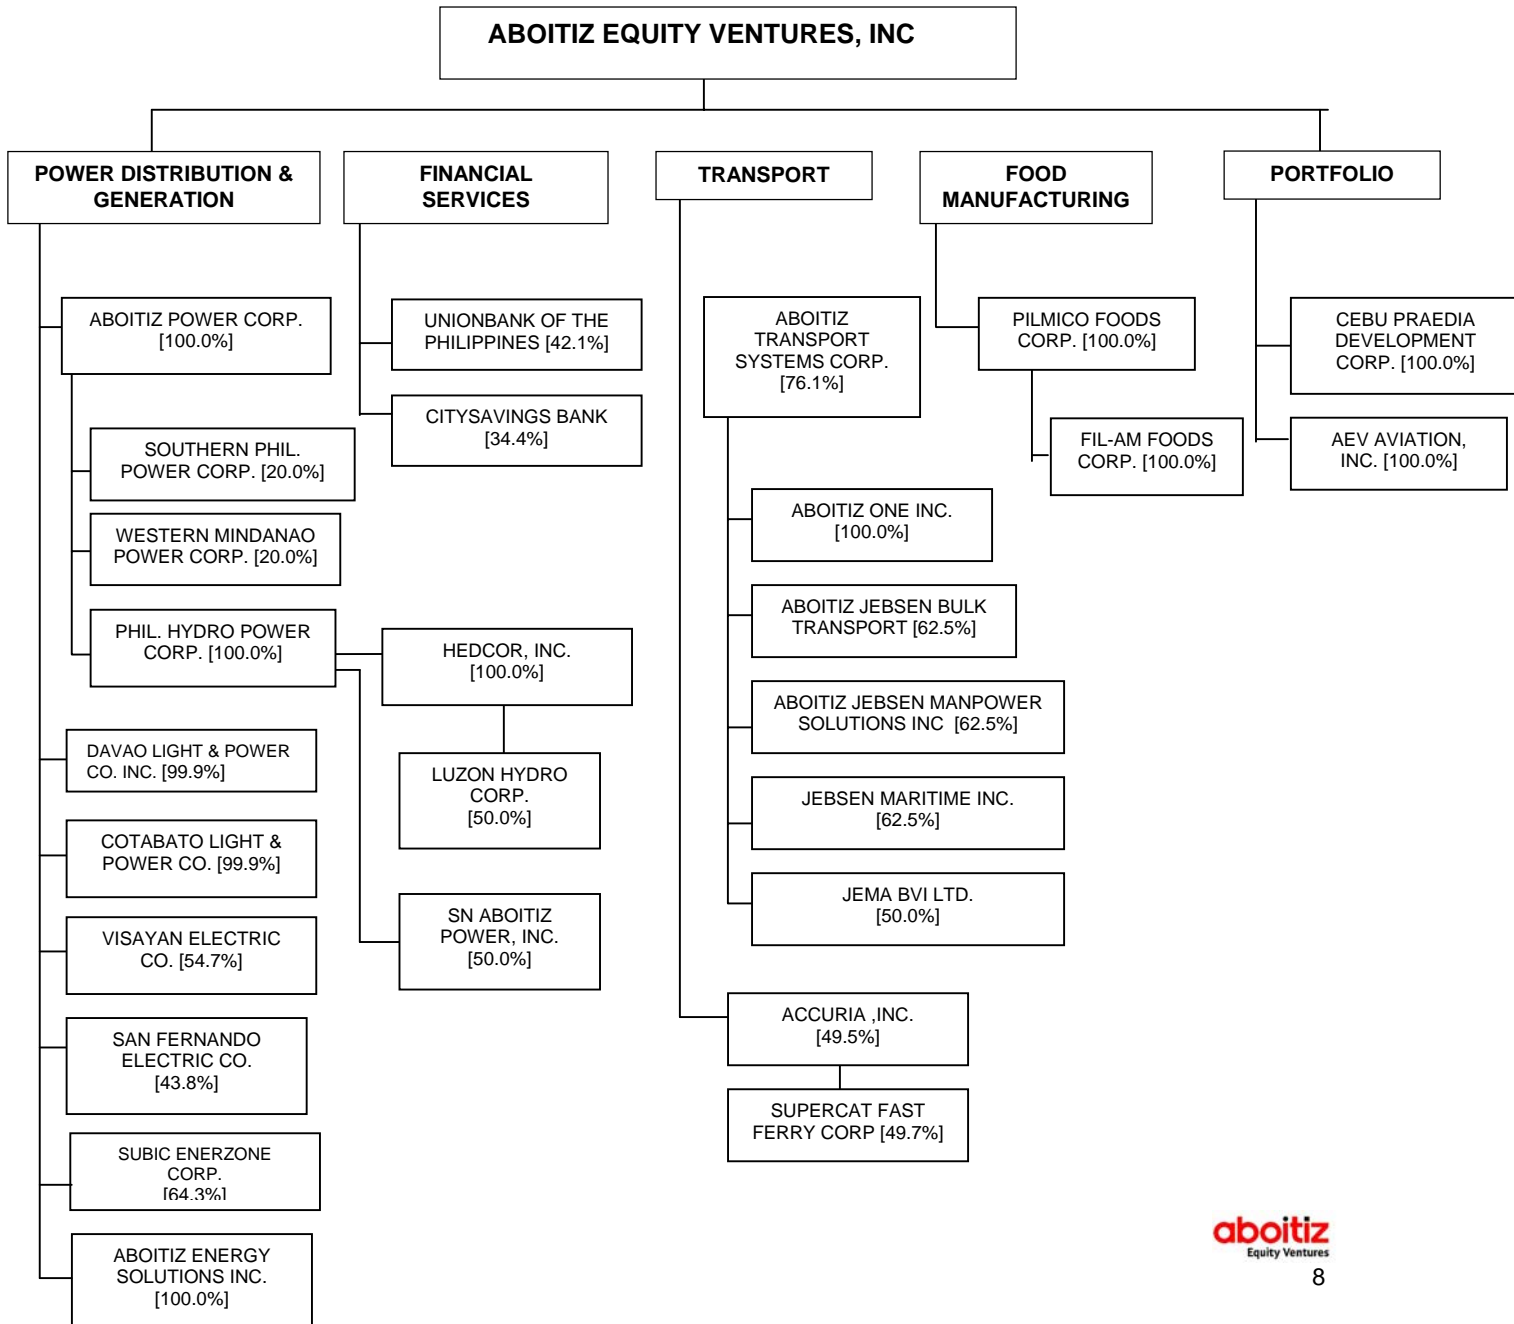 ABOITIZ EQUITY VENTURES, INC
POWER DISTRIBUTION &
GENERATION
FINANCIAL
SERVICES
TRANSPORT
FOOD
MANUFACTURING
PORTFOLIO
ABOITIZ POWER CORP.
[100.0%]
SOUTHERN PHIL.
POWER CORP. [20.0%]
WESTERN MINDANAO
POWER CORP. [20.0%]
PHIL. HYDRO POWER
CORP. [100.0%]
HEDCOR, INC.
[100.0%]
LUZON HYDRO
CORP.
[50.0%]
SN ABOITIZ
POWER, INC.
[50.0%]
DAVAO LIGHT & POWER
CO. INC. [99.9%]
COTABATO LIGHT &
POWER CO. [99.9%]
VISAYAN ELECTRIC
CO. [54.7%]
SAN FERNANDO
ELECTRIC CO.
[43.8%]
SUBIC ENERZONE
CORP.
[64.3%]
ABOITIZ ENERGY
SOLUTIONS INC.
[100.0%]
UNIONBANK OF THE
PHILIPPINES [42.1%]
CITYSAVINGS BANK
[34.4%]
ABOITIZ
TRANSPORT
SYSTEMS CORP.
[76.1%]
ABOITIZ ONE INC.
[100.0%]
ABOITIZ JEBSEN BULK
TRANSPORT [62.5%]
ABOITIZ JEBSEN MANPOWER
SOLUTIONS INC [62.5%]
JEBSEN MARITIME INC.
[62.5%]
JEMA BVI LTD.
[50.0%]
ACCURIA ,INC.
[49.5%]
SUPERCAT FAST
FERRY CORP [49.7%]
PILMICO FOODS
CORP. [100.0%]
FIL-AM FOODS
CORP. [100.0%]
CEBU PRAEDIA
DEVELOPMENT
CORP. [100.0%]
AEV AVIATION,
INC. [100.0%]
aboitiz
Equity Ventures
8